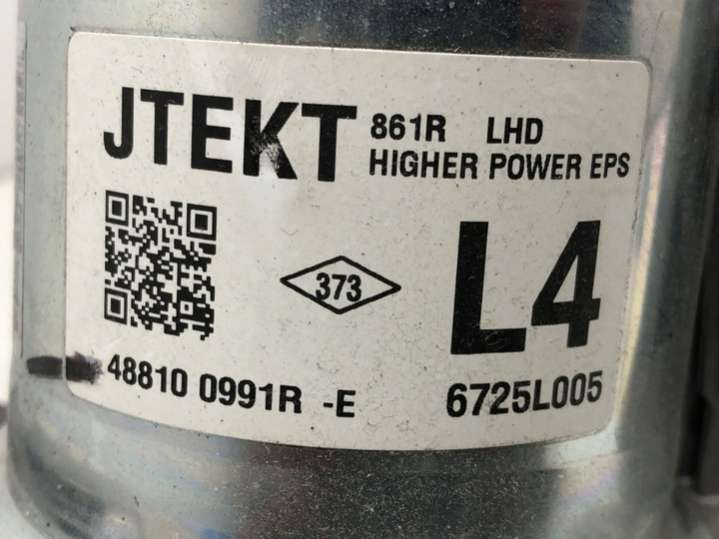 JTEKT 861R LHD
HIGHER POWER EPS
373
L4
48810 0991R -E
6725L005